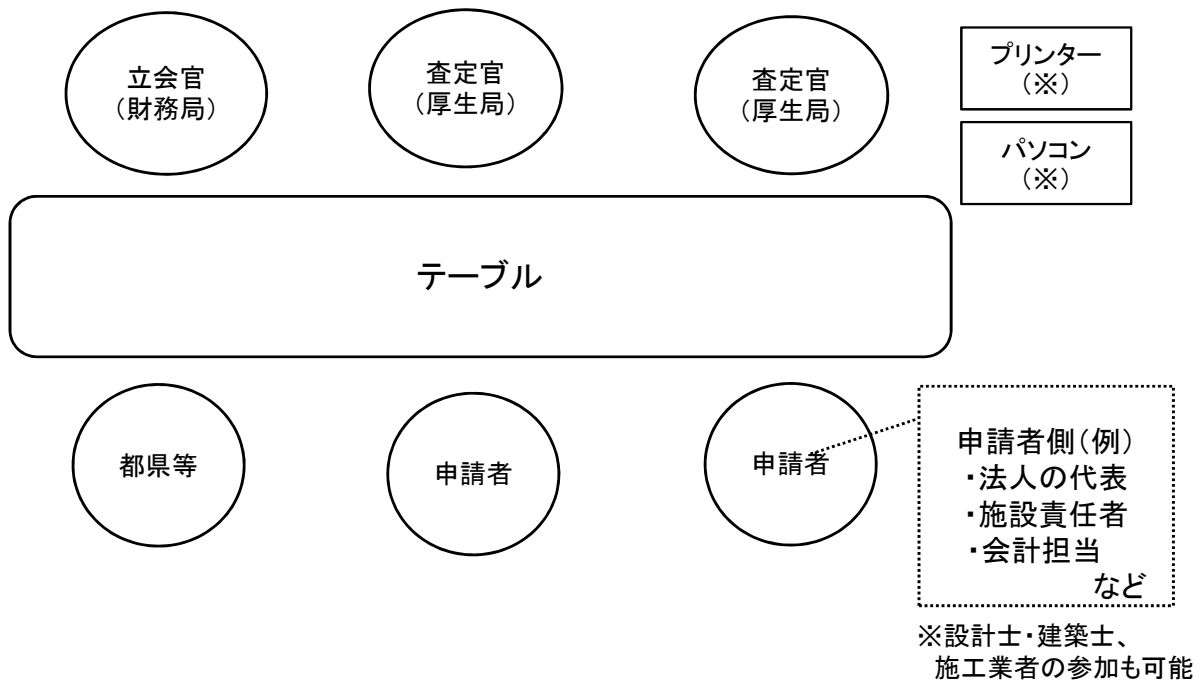 立会官
（財務局）
査定官
（厚生局）
査定官
（厚生局）
プリンター
（※）
パソコン
（※）
テーブル
都県等
申請者
申請者
申請者側（例）
・法人の代表
・施設責任者
・会計担当
など
※設計士・建築士、
施工業者の参加も可能